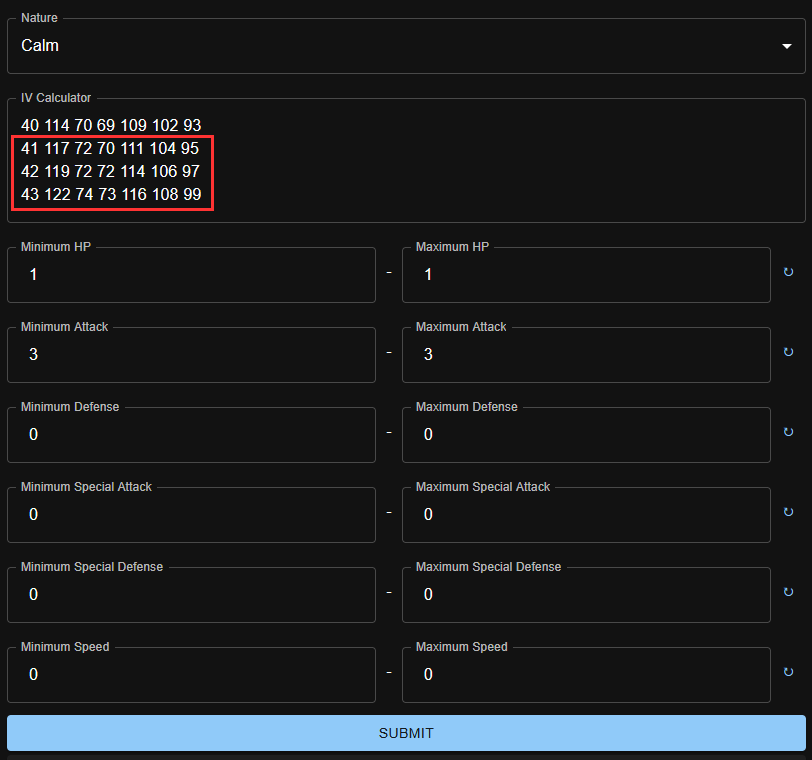 Nature
Calm
IV Calculator
40 114 70 69 109 102 93
41 117 72 70 111 104 95
42 119 72 72 114 106 97
43 122 74 73 116 108 99
Minimum HP
1
-
Maximum HP
1
↻
Minimum Attack
3
-
Maximum Attack
3
↻
Minimum Defense
0
-
Maximum Defense
0
↻
Minimum Special Attack
0
-
Maximum Special Attack
0
↻
Minimum Special Defense
0
-
Maximum Special Defense
0
↻
Minimum Speed
0
-
Maximum Speed
0
↻
SUBMIT